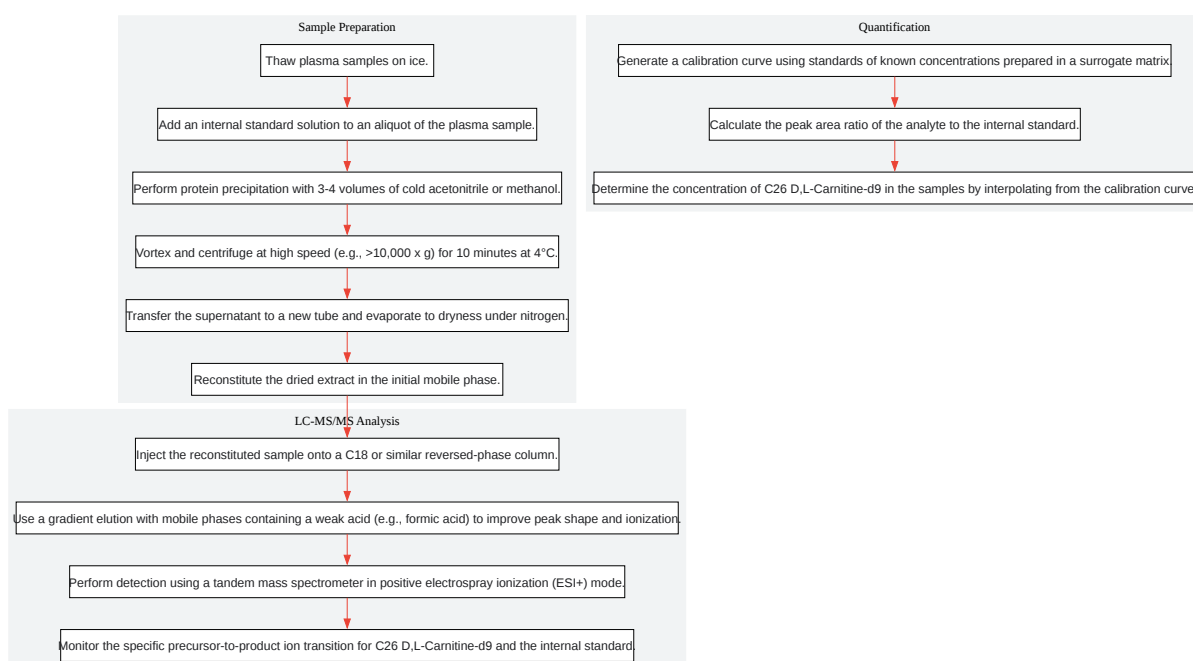 Sample Preparation
Thaw plasma samples on ice.
Add an internal standard solution to an aliquot of the plasma sample.
Perform protein precipitation with 3-4 volumes of cold acetonitrile or methanol.
Vortex and centrifuge at high speed (e.g., >10,000 x g) for 10 minutes at 4°C.
Transfer the supernatant to a new tube and evaporate to dryness under nitrogen.
Reconstitute the dried extract in the initial mobile phase.
LC-MS/MS Analysis
Inject the reconstituted sample onto a C18 or similar reversed-phase column.
Use a gradient elution with mobile phases containing a weak acid (e.g., formic acid) to improve peak shape and ionization.
Perform detection using a tandem mass spectrometer in positive electrospray ionization (ESI+) mode.
Monitor the specific precursor-to-product ion transition for C26 D,L-Carnitine-d9 and the internal standard.
Quantification
Generate a calibration curve using standards of known concentrations prepared in a surrogate matrix.
Calculate the peak area ratio of the analyte to the internal standard.
Determine the concentration of C26 D,L-Carnitine-d9 in the samples by interpolating from the calibration curve